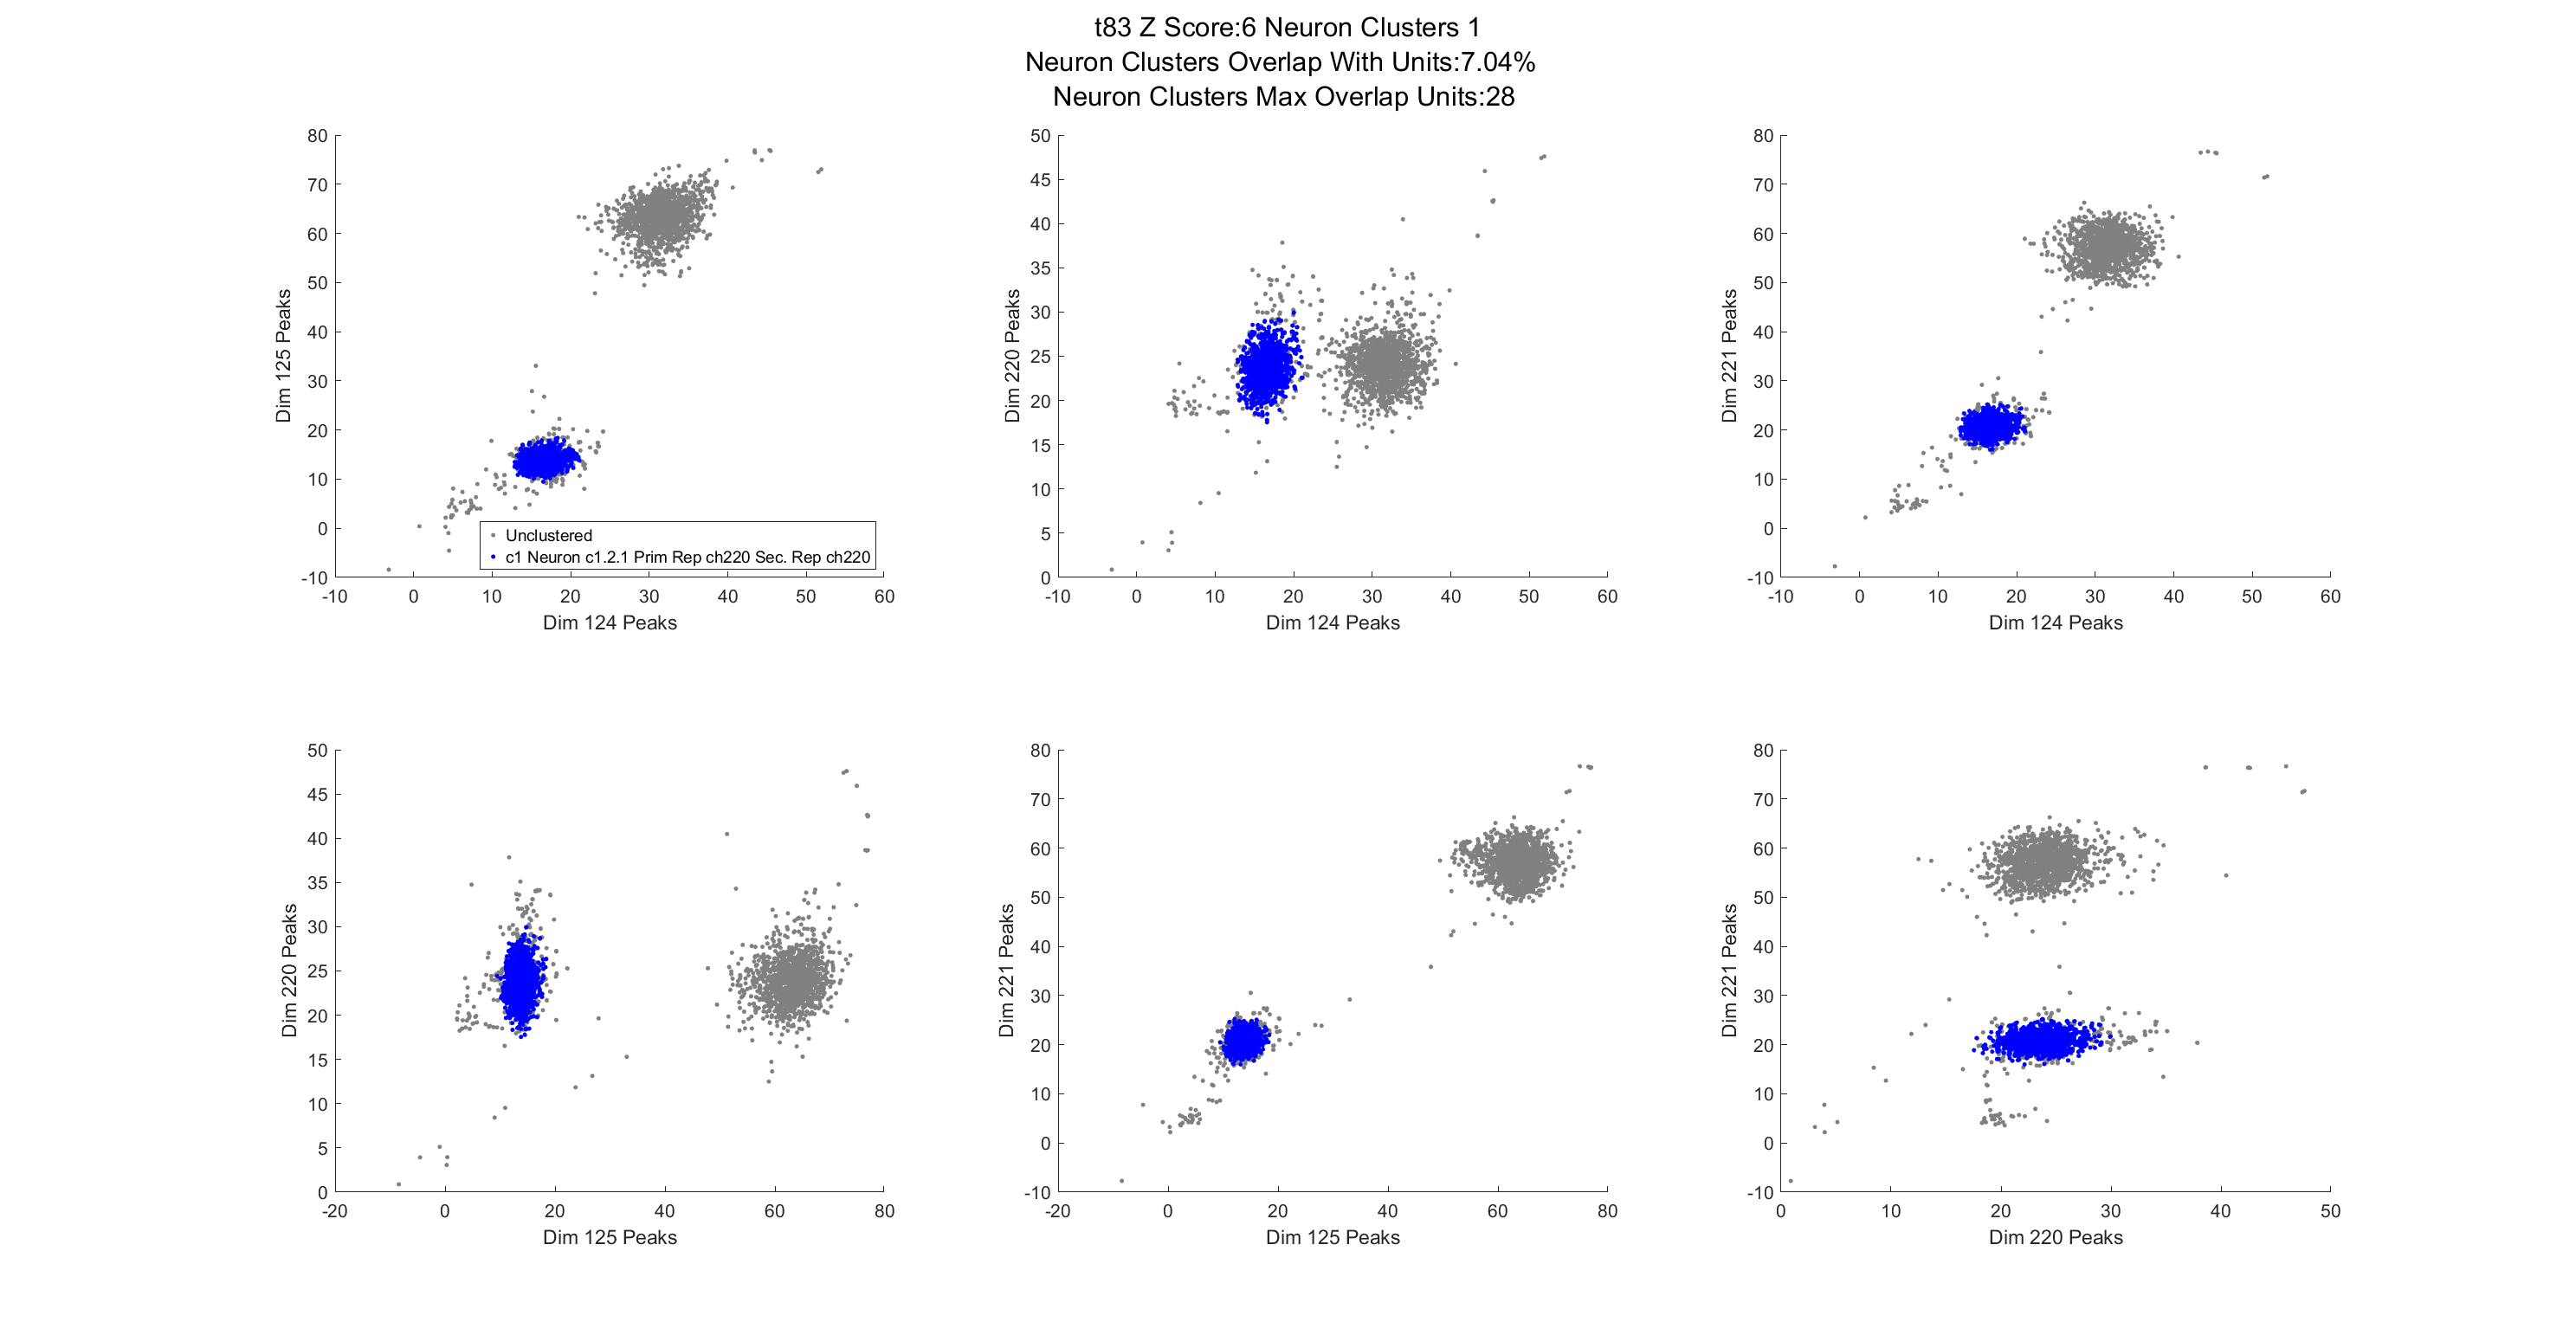 t83 Z Score:6 Neuron Clusters 1
Neuron Clusters Overlap With Units:7.04%
Neuron Clusters Max Overlap Units:28
80
70
60
50
40
30
20
10
0
-10
Dim 125 Peaks
-10 0 10 20 30 40 50 60
Dim 124 Peaks
Unclustered
c1 Neuron c1.2.1 Prim Rep ch220 Sec. Rep ch220
50
45
40
35
30
25
20
15
10
5
0
Dim 220 Peaks
-10 0 10 20 30 40 50 60
Dim 124 Peaks
80
70
60
50
40
30
20
10
0
-10
Dim 221 Peaks
-10 0 10 20 30 40 50 60
Dim 124 Peaks
50
45
40
35
30
25
20
15
10
5
0
Dim 220 Peaks
-20 0 20 40 60 80
Dim 125 Peaks
80
70
60
50
40
30
20
10
0
-10
Dim 221 Peaks
-20 0 20 40 60 80
Dim 125 Peaks
80
70
60
50
40
30
20
10
0
-10
Dim 221 Peaks
0 10 20 30 40 50
Dim 220 Peaks